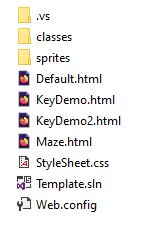 .vs
classes
sprites
Default.html
KeyDemo.html
KeyDemo2.html
Maze.html
StyleSheet.css
Template.sln
Web.config